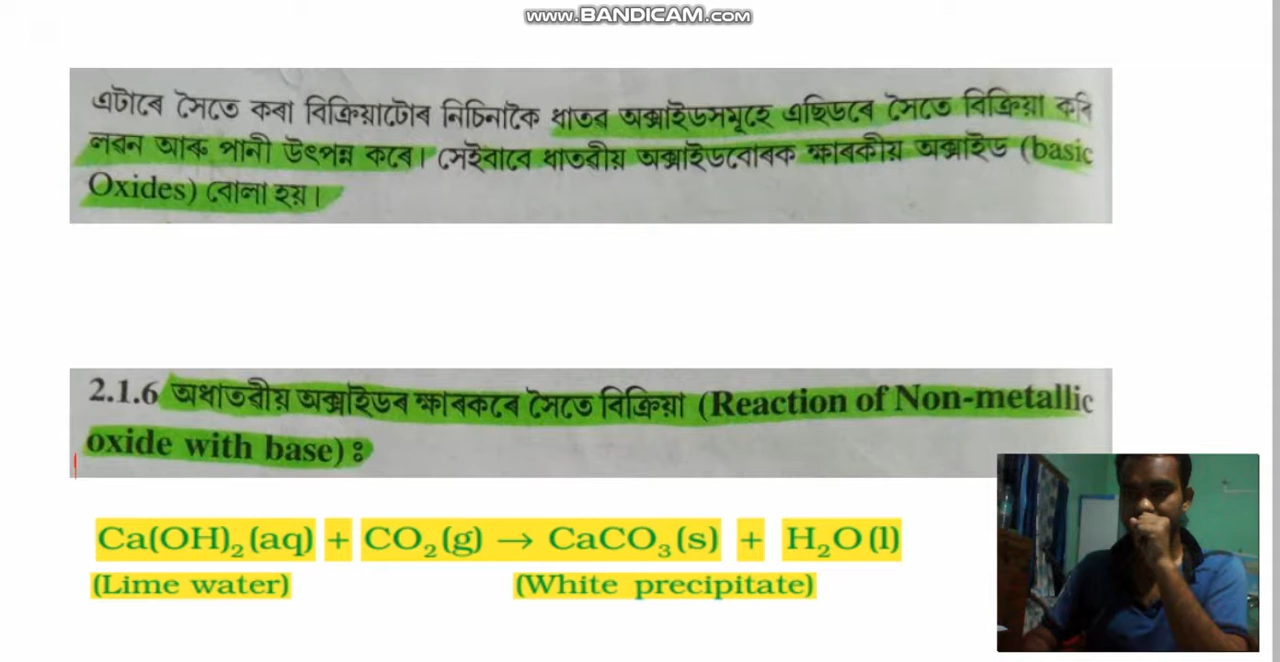 www.BANDICAM.com
এটাৰে সৈতে কৰা বিক্ৰিয়াটোৰ নিচিনাকৈ ধাতব অক্সাইডসমূহে এছিডৰে সৈতে বিক্ৰিয়া কৰি
লৱন আৰু পানী উৎপন্ন কৰে। সেইবাবে ধাতৱীয় অক্সাইডবোৰক ক্ষাৰকীয় অক্সাইড (basic
Oxides) বোলা হয়।
2.1.6 অধাতৱীয় অক্সাইডৰ ক্ষাৰকৰে সৈতে বিক্ৰিয়া (Reaction of Non-metallic
oxide with base) ঃ
Ca(OH)₂(aq) + CO₂(g) → CaCO₃(s) + H₂O(l)
(Lime water) (White precipitate)